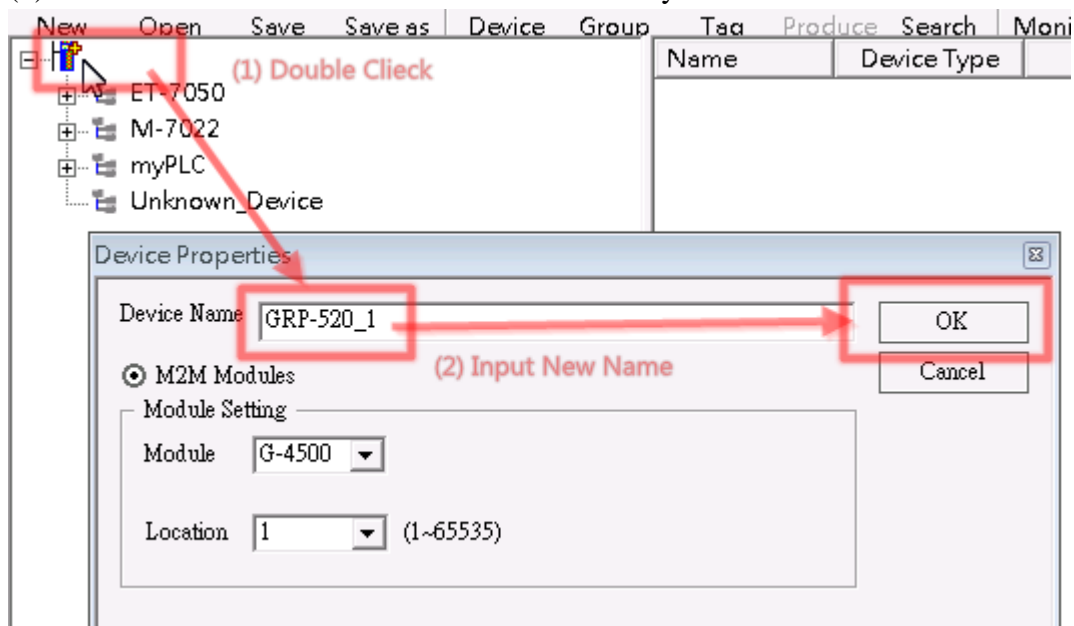 New Open Save Save as Device Group Tag Produce Search Moni
Name Device Type
(1) Double Clieck
ET-7050
M-7022
myPLC
Unknown_Device
Device Properties
Device Name GRP-520_1 OK
(2) Input New Name
M2M Modules Cancel
Module Setting
Module G-4500
Location 1 (1~65535)